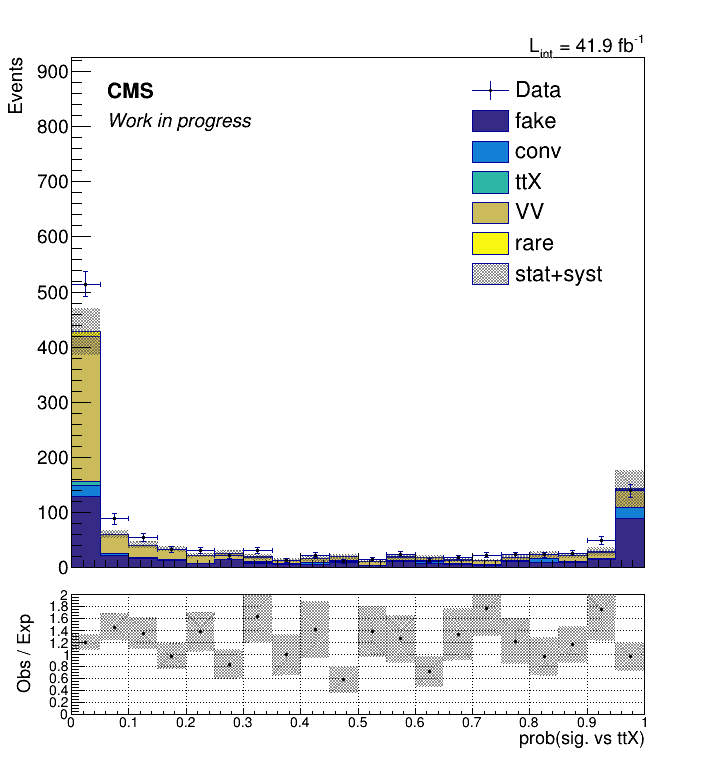 L_int = 41.9 fb^-1
Events
900
800
700
600
500
400
300
200
100
0
CMS
Work in progress
Data
fake
conv
ttX
VV
rare
stat+syst
Obs / Exp
2
1.8
1.6
1.4
1.2
1
0.8
0.6
0.4
0.2
0
0 0.1 0.2 0.3 0.4 0.5 0.6 0.7 0.8 0.9 1
prob(sig. vs ttX)